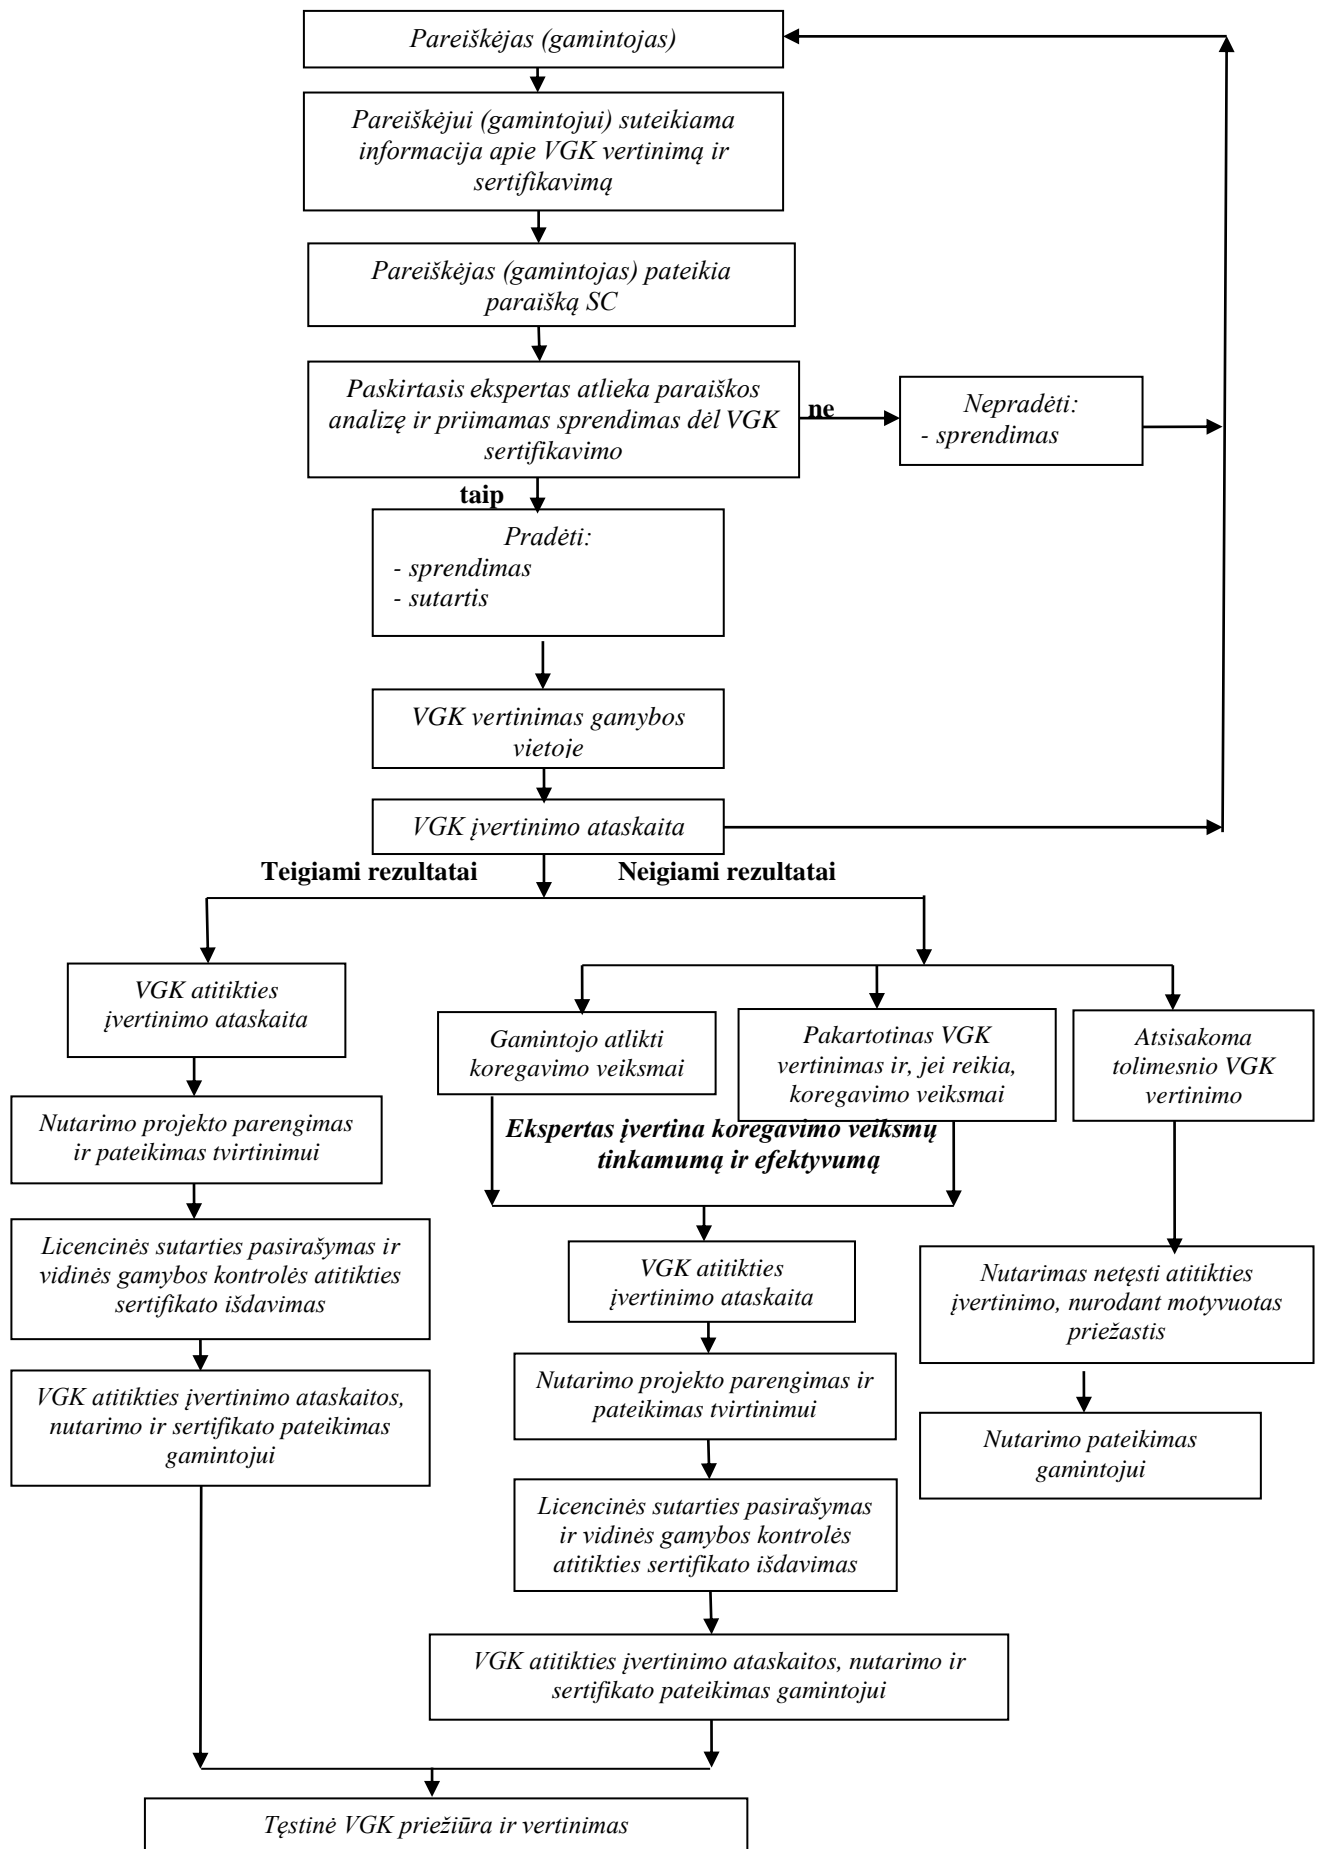 Pareiškėjas (gamintojas)
Pareiškėjui (gamintojui) suteikiama
informacija apie VGK vertinimą ir
sertifikavimą
Pareiškėjas (gamintojas) pateikia
paraišką SC
Paskirtasis ekspertas atlieka paraiškos
analizę ir priimamas sprendimas dėl VGK
sertifikavimo
ne
Nepradėti:
- sprendimas
taip
Pradėti:
- sprendimas
- sutartis
VGK vertinimas gamybos
vietoje
VGK įvertinimo ataskaita
Teigiami rezultatai
Neigiami rezultatai
VGK atitikties
įvertinimo ataskaita
Nutarimo projekto parengimas
ir pateikimas tvirtinimui
Licencinės sutarties pasirašymas ir
vidinės gamybos kontrolės atitikties
sertifikato išdavimas
VGK atitikties įvertinimo ataskaitos,
nutarimo ir sertifikato pateikimas
gamintojui
Gamintojo atlikti
koregavimo veiksmai
Pakartotinas VGK
vertinimas ir, jei reikia,
koregavimo veiksmai
Atsisakoma
tolimesnio VGK
vertinimo
Ekspertas įvertina koregavimo veiksmų
tinkamumą ir efektyvumą
VGK atitikties
įvertinimo ataskaita
Nutarimo projekto parengimas ir
pateikimas tvirtinimui
Licencinės sutarties pasirašymas
ir vidinės gamybos kontrolės
atitikties sertifikato išdavimas
VGK atitikties įvertinimo ataskaitos, nutarimo ir
sertifikato pateikimas gamintojui
Nutarimas netęsti atitikties
įvertinimo, nurodant motyvuotas
priežastis
Nutarimo pateikimas
gamintojui
Tęstinė VGK priežiūra ir vertinimas